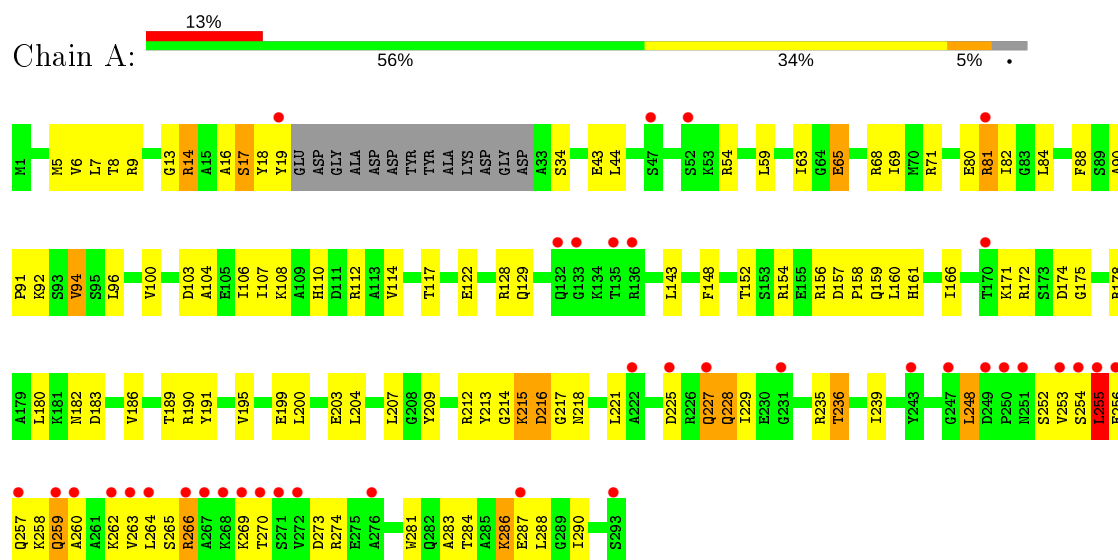 13%
Chain A:
56% 34% 5% •
M1 M5 V6 L7 T8 R9 G13 R14 A15 A16 S17 Y18 Y19 GLU ASP GLY ALA ASP ASP TYR TYR ALA LYS ASP GLY ASP A33 S34 E43 L44 S47 S52 K53 R54 L59 I63 G64 E65 R68 I69 M70 R71 E80 R81 I82 G83 L84 F88 S89 A90
P91 K92 S93 V94 S95 L96 V100 D103 A104 E105 I106 I107 K108 A109 H110 D111 R112 A113 V114 T117 E122 R128 Q129 Q132 G133 K134 T135 R136 L143 F148 T152 S153 R154 E155 R156 D157 P158 Q159 L160 H161 I166 T170 K171 R172 S173 D174 G175 R178
A179 L180 K181 N182 D183 V186 T189 R190 Y191 V195 E199 L200 E203 L204 L207 G208 Y209 R212 Y213 G214 K215 D216 G217 N218 L221 A222 D225 R226 Q227 Q228 I229 E230 G231 R235 T236 I239 Y243 G247 L248 D249 P250 N251 S252 V253 S254 L255 E256
Q257 K258 Q259 A260 A261 K262 V263 L264 S265 R266 A267 K268 K269 T270 S271 V272 D273 R274 E275 A276 W281 Q282 A283 T284 A285 K286 E287 L288 G289 I290 S293